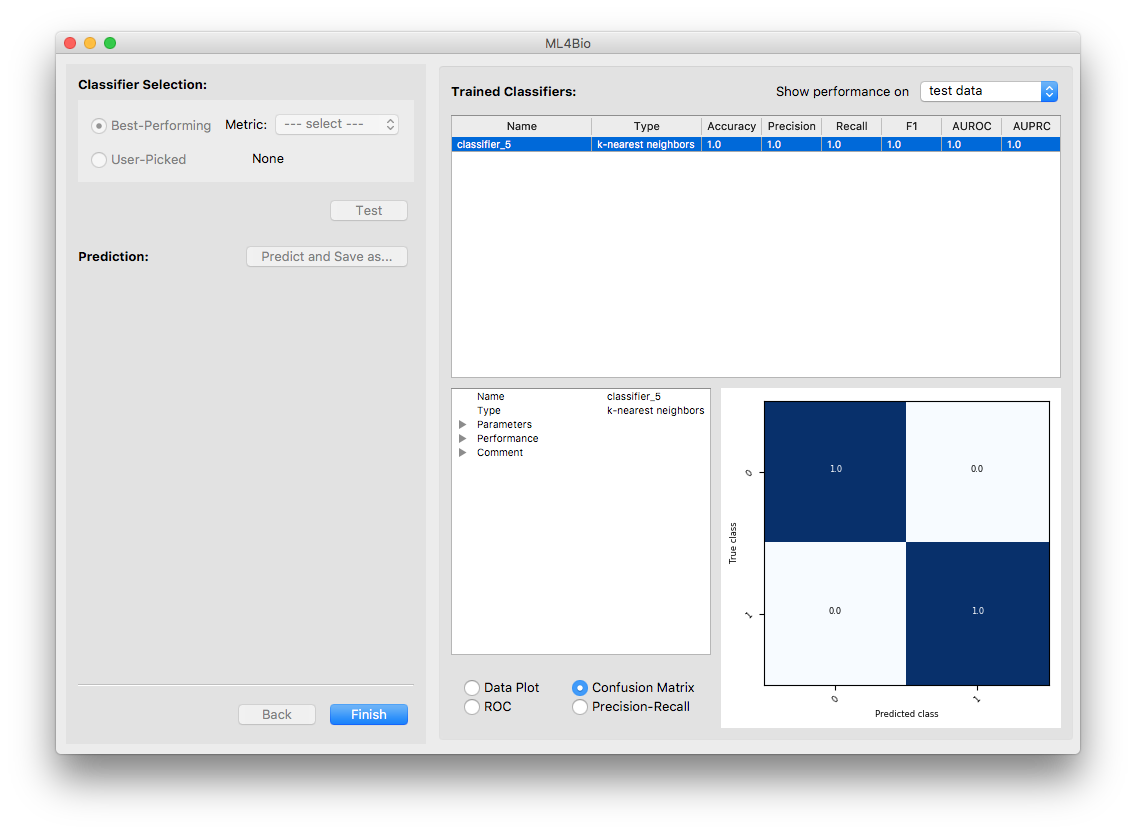 ML4Bio
Classifier Selection:
Best-Performing Metric: --- select ---
User-Picked None
Test
Prediction: Predict and Save as...
Back Finish
Trained Classifiers: Show performance on test data
Name Type Accuracy Precision Recall F1 AUROC AUPRC
classifier_5 k-nearest neighbors 1.0 1.0 1.0 1.0 1.0 1.0
Name classifier_5
Type k-nearest neighbors
Parameters
Performance
Comment
Data Plot Confusion Matrix
ROC Precision-Recall
True class
0 1.0 0.0
1 0.0 1.0
0 1
Predicted class